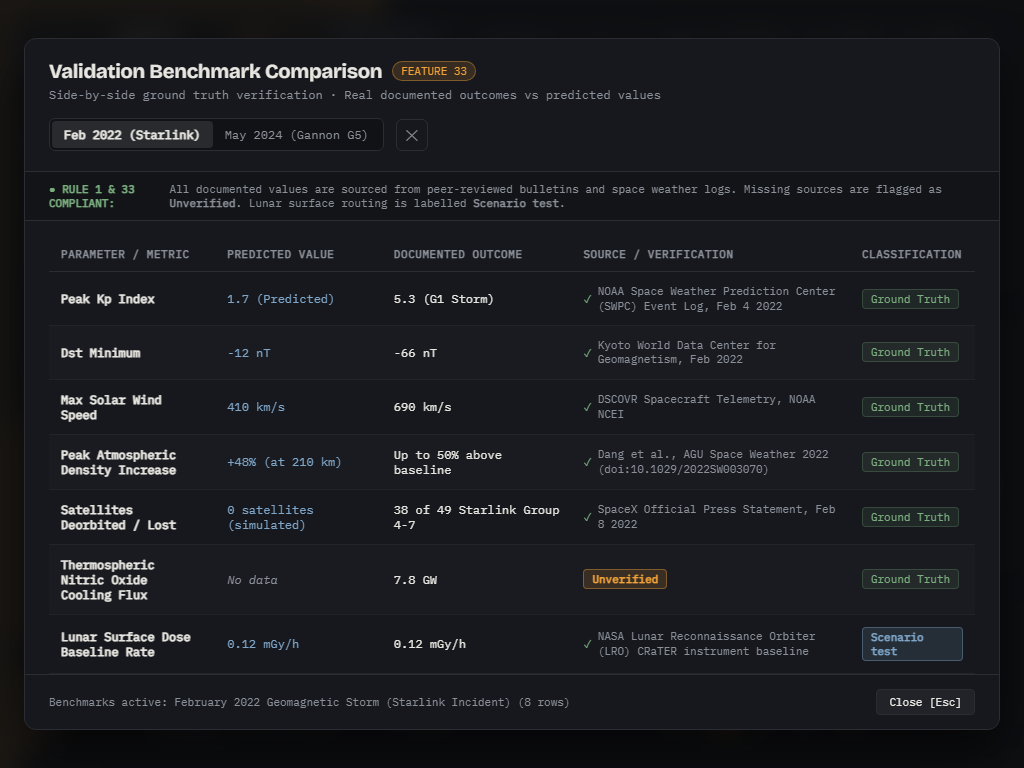 Validation Benchmark Comparison FEATURE 33
Side-by-side ground truth verification · Real documented outcomes vs predicted values
Feb 2022 (Starlink) May 2024 (Gannon G5)
• RULE 1 & 33 COMPLIANT:
All documented values are sourced from peer-reviewed bulletins and space weather logs. Missing sources are flagged as
Unverified. Lunar surface routing is labelled Scenario test.
PARAMETER / METRIC PREDICTED VALUE DOCUMENTED OUTCOME SOURCE / VERIFICATION CLASSIFICATION
Peak Kp Index
1.7 (Predicted)
5.3 (G1 Storm)
✓ NOAA Space Weather Prediction Center
(SWPC) Event Log, Feb 4 2022
Ground Truth
Dst Minimum
-12 nT
-66 nT
✓ Kyoto World Data Center for
Geomagnetism, Feb 2022
Ground Truth
Max Solar Wind
Speed
410 km/s
690 km/s
✓ DSCOVR Spacecraft Telemetry, NOAA
NCEI
Ground Truth
Peak Atmospheric
Density Increase
+48% (at 210 km)
Up to 50% above
baseline
✓ Dang et al., AGU Space Weather 2022
(doi:10.1029/2022SW003070)
Ground Truth
Satellites
Deorbited / Lost
0 satellites
(simulated)
38 of 49 Starlink Group
4-7
✓ SpaceX Official Press Statement, Feb
8 2022
Ground Truth
Thermospheric
Nitric Oxide
Cooling Flux
No data
7.8 GW
Unverified
Ground Truth
Lunar Surface Dose
Baseline Rate
0.12 mGy/h
0.12 mGy/h
✓ NASA Lunar Reconnaissance Orbiter
(LRO) CRaTER instrument baseline
Scenario
test
Benchmarks active: February 2022 Geomagnetic Storm (Starlink Incident) (8 rows)
Close [Esc]